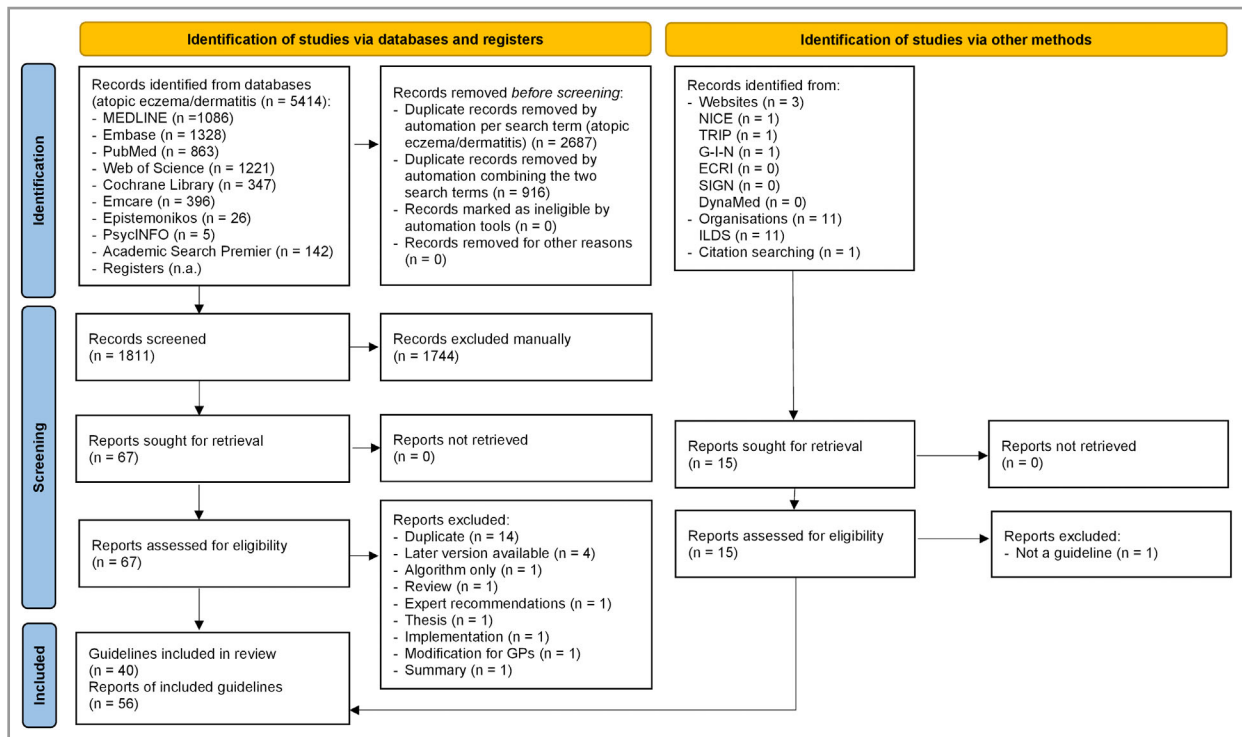 Identification of studies via databases and registers
Identification of studies via other methods
Identification
Records identified from databases
(atopic eczema/dermatitis (n = 5414):
- MEDLINE (n =1086)
- Embase (n = 1328)
- PubMed (n = 863)
- Web of Science (n = 1221)
- Cochrane Library (n = 347)
- Emcare (n = 396)
- Epistemonikos (n = 26)
- PsycINFO (n = 5)
- Academic Search Premier (n = 142)
- Registers (n.a.)
Records removed before screening:
- Duplicate records removed by
automation per search term (atopic
eczema/dermatitis) (n = 2687)
- Duplicate records removed by
automation combining the two
search terms (n = 916)
- Records marked as ineligible by
automation tools (n = 0)
- Records removed for other reasons
(n = 0)
Records identified from:
- Websites (n = 3)
NICE (n = 1)
TRIP (n = 1)
G-I-N (n = 1)
ECRI (n = 0)
SIGN (n = 0)
DynaMed (n = 0)
- Organisations (n = 11)
ILDS (n = 11)
- Citation searching (n = 1)
Screening
Records screened
(n = 1811)
Records excluded manually
(n = 1744)
Reports sought for retrieval
(n = 67)
Reports not retrieved
(n = 0)
Reports sought for retrieval
(n = 15)
Reports not retrieved
(n = 0)
Reports assessed for eligibility
(n = 67)
Reports excluded:
- Duplicate (n = 14)
- Later version available (n = 4)
- Algorithm only (n = 1)
- Review (n = 1)
- Expert recommendations (n = 1)
- Thesis (n = 1)
- Implementation (n = 1)
- Modification for GPs (n = 1)
- Summary (n = 1)
Reports assessed for eligibility
(n = 15)
Reports excluded:
- Not a guideline (n = 1)
Included
Guidelines included in review
(n = 40)
Reports of included guidelines
(n = 56)